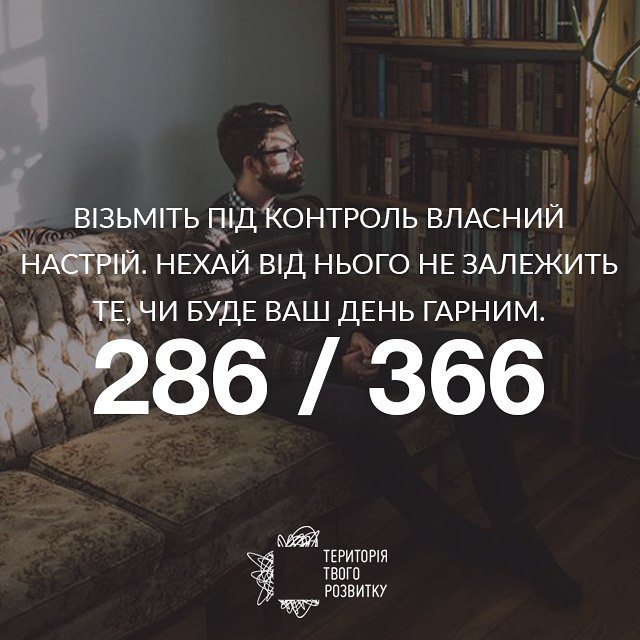 ВІЗЬМІТЬ ПІД КОНТРОЛЬ ВЛАСНИЙ
НАСТРІЙ. НЕХАЙ ВІД НЬОГО НЕ ЗАЛЕЖИТЬ
ТЕ, ЧИ БУДЕ ВАШ ДЕНЬ ГАРНИМ.
286 / 366
ТЕРИТОРІЯ
ТВОГО
РОЗВИТКУ